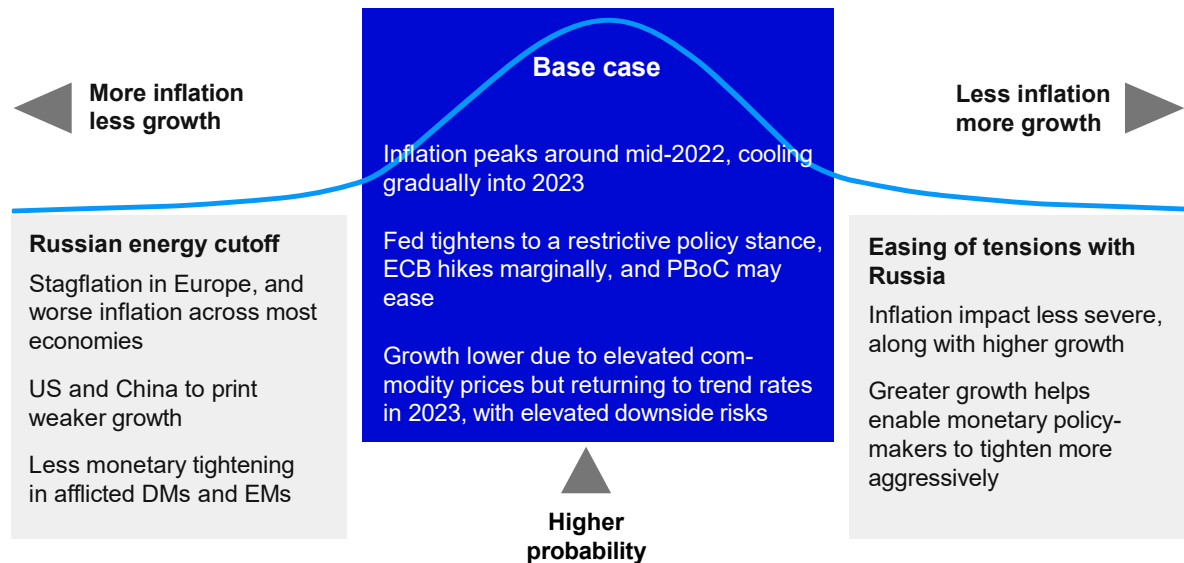 More inflation
less growth
Base case
Less inflation
more growth
Inflation peaks around mid-2022, cooling
gradually into 2023
Fed tightens to a restrictive policy stance,
ECB hikes marginally, and PBoC may
ease
Growth lower due to elevated com-
modity prices but returning to trend rates
in 2023, with elevated downside risks
Russian energy cutoff
Stagflation in Europe, and
worse inflation across most
economies
US and China to print
weaker growth
Less monetary tightening
in afflicted DMs and EMs
Easing of tensions with
Russia
Inflation impact less severe,
along with higher growth
Greater growth helps
enable monetary policy-
makers to tighten more
aggressively
Higher
probability